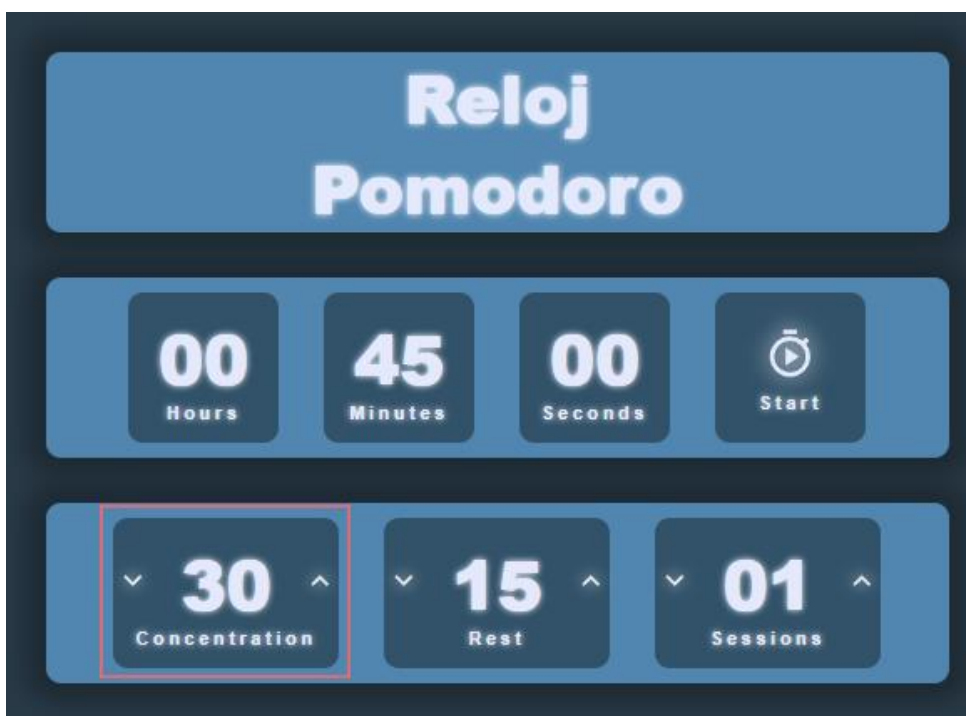 Reloj
Pomodoro
00 45 00
Hours Minutes Seconds Start
30 15 01
Concentration Rest Sessions